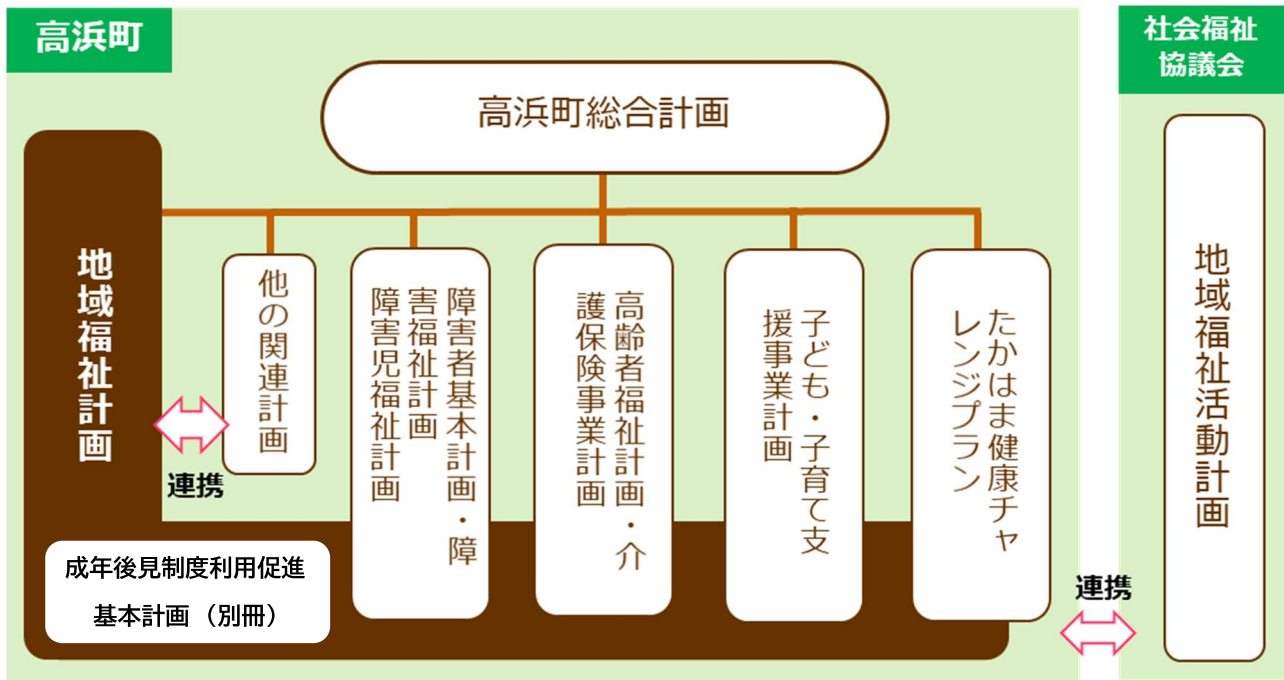 高浜町
社会福祉
協議会
高浜町総合計画
地域福祉計画
他の関連計画
障害者基本計画・障
害福祉計画
障害児福祉計画
高齢者福祉計画・介
護保険事業計画
子ども・子育て支
援事業計画
たかはま健康チャ
レンジプラン
地域福祉活動計画
連携
成年後見制度利用促進
基本計画 （別冊）
連携